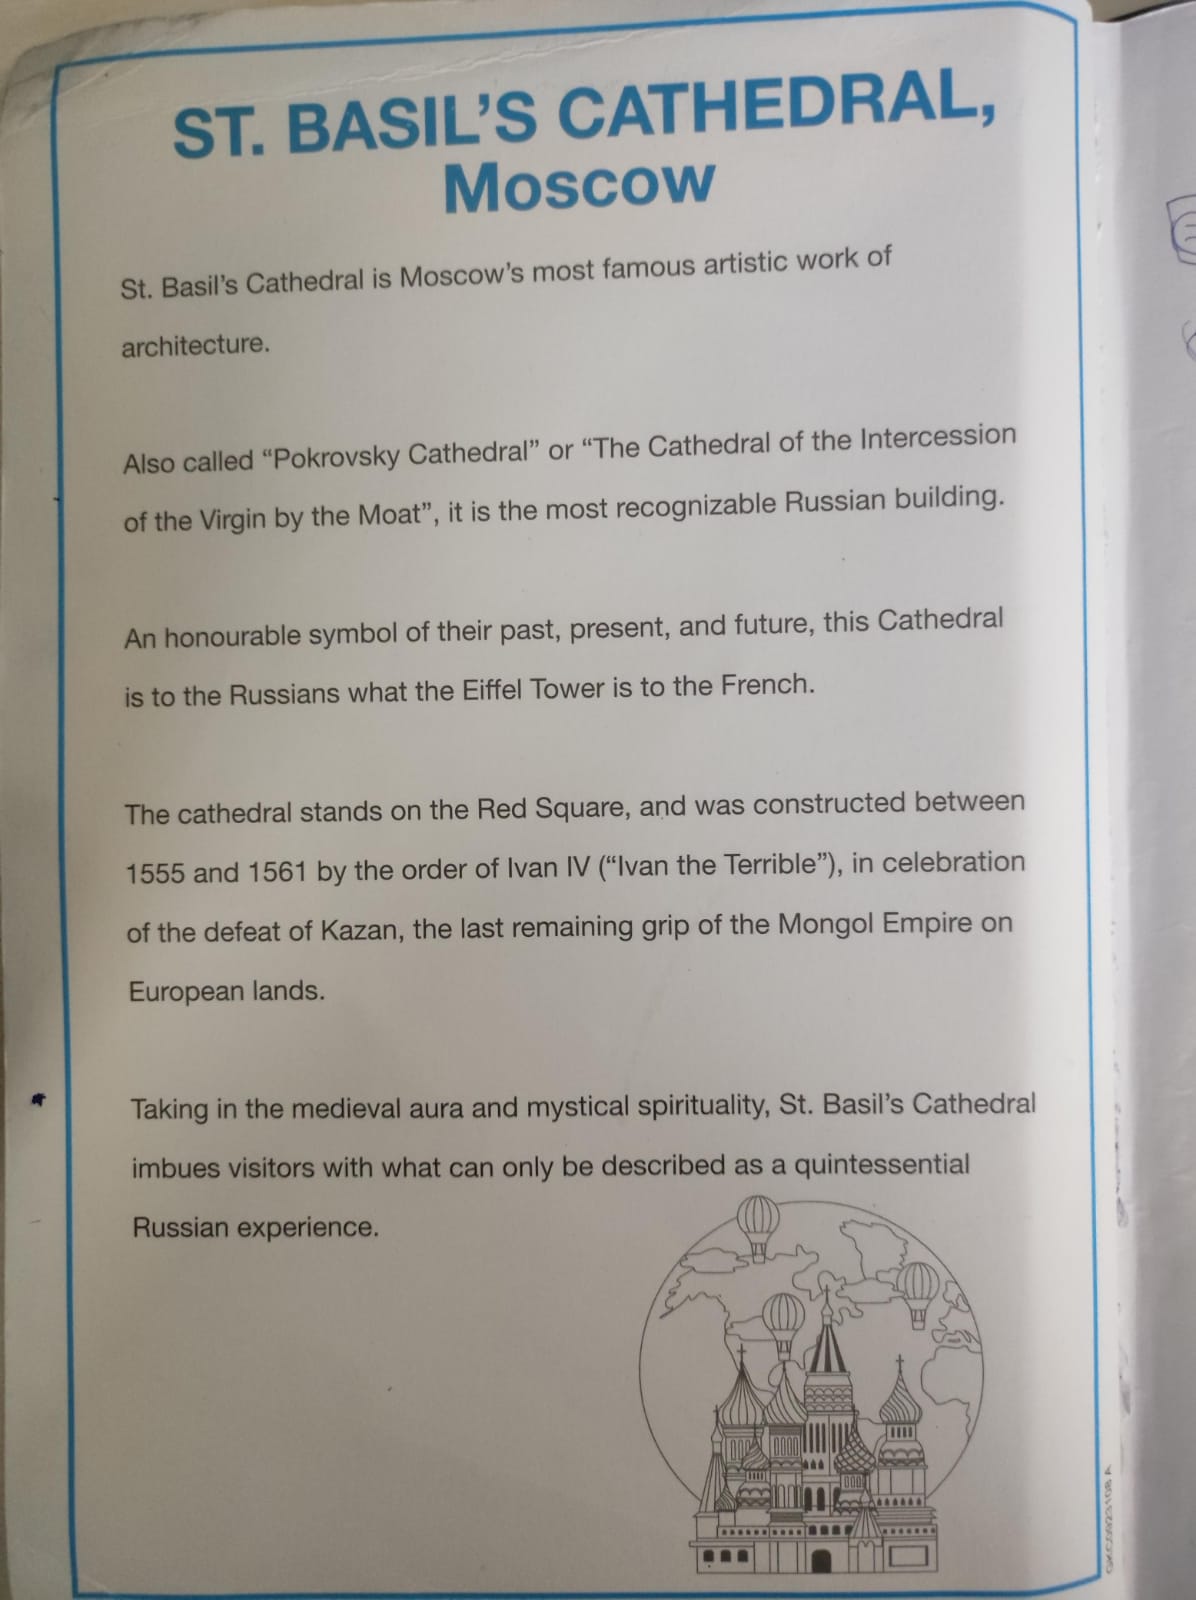 ST. BASIL'S CATHEDRAL,
Moscow
St. Basil's Cathedral is Moscow's most famous artistic work of
architecture.
Also called “Pokrovsky Cathedral” or “The Cathedral of the Intercession
of the Virgin by the Moat”, it is the most recognizable Russian building.
An honourable symbol of their past, present, and future, this Cathedral
is to the Russians what the Eiffel Tower is to the French.
The cathedral stands on the Red Square, and was constructed between
1555 and 1561 by the order of Ivan IV (“Ivan the Terrible”), in celebration
of the defeat of Kazan, the last remaining grip of the Mongol Empire on
European lands.
Taking in the medieval aura and mystical spirituality, St. Basil's Cathedral
imbues visitors with what can only be described as a quintessential
Russian experience.